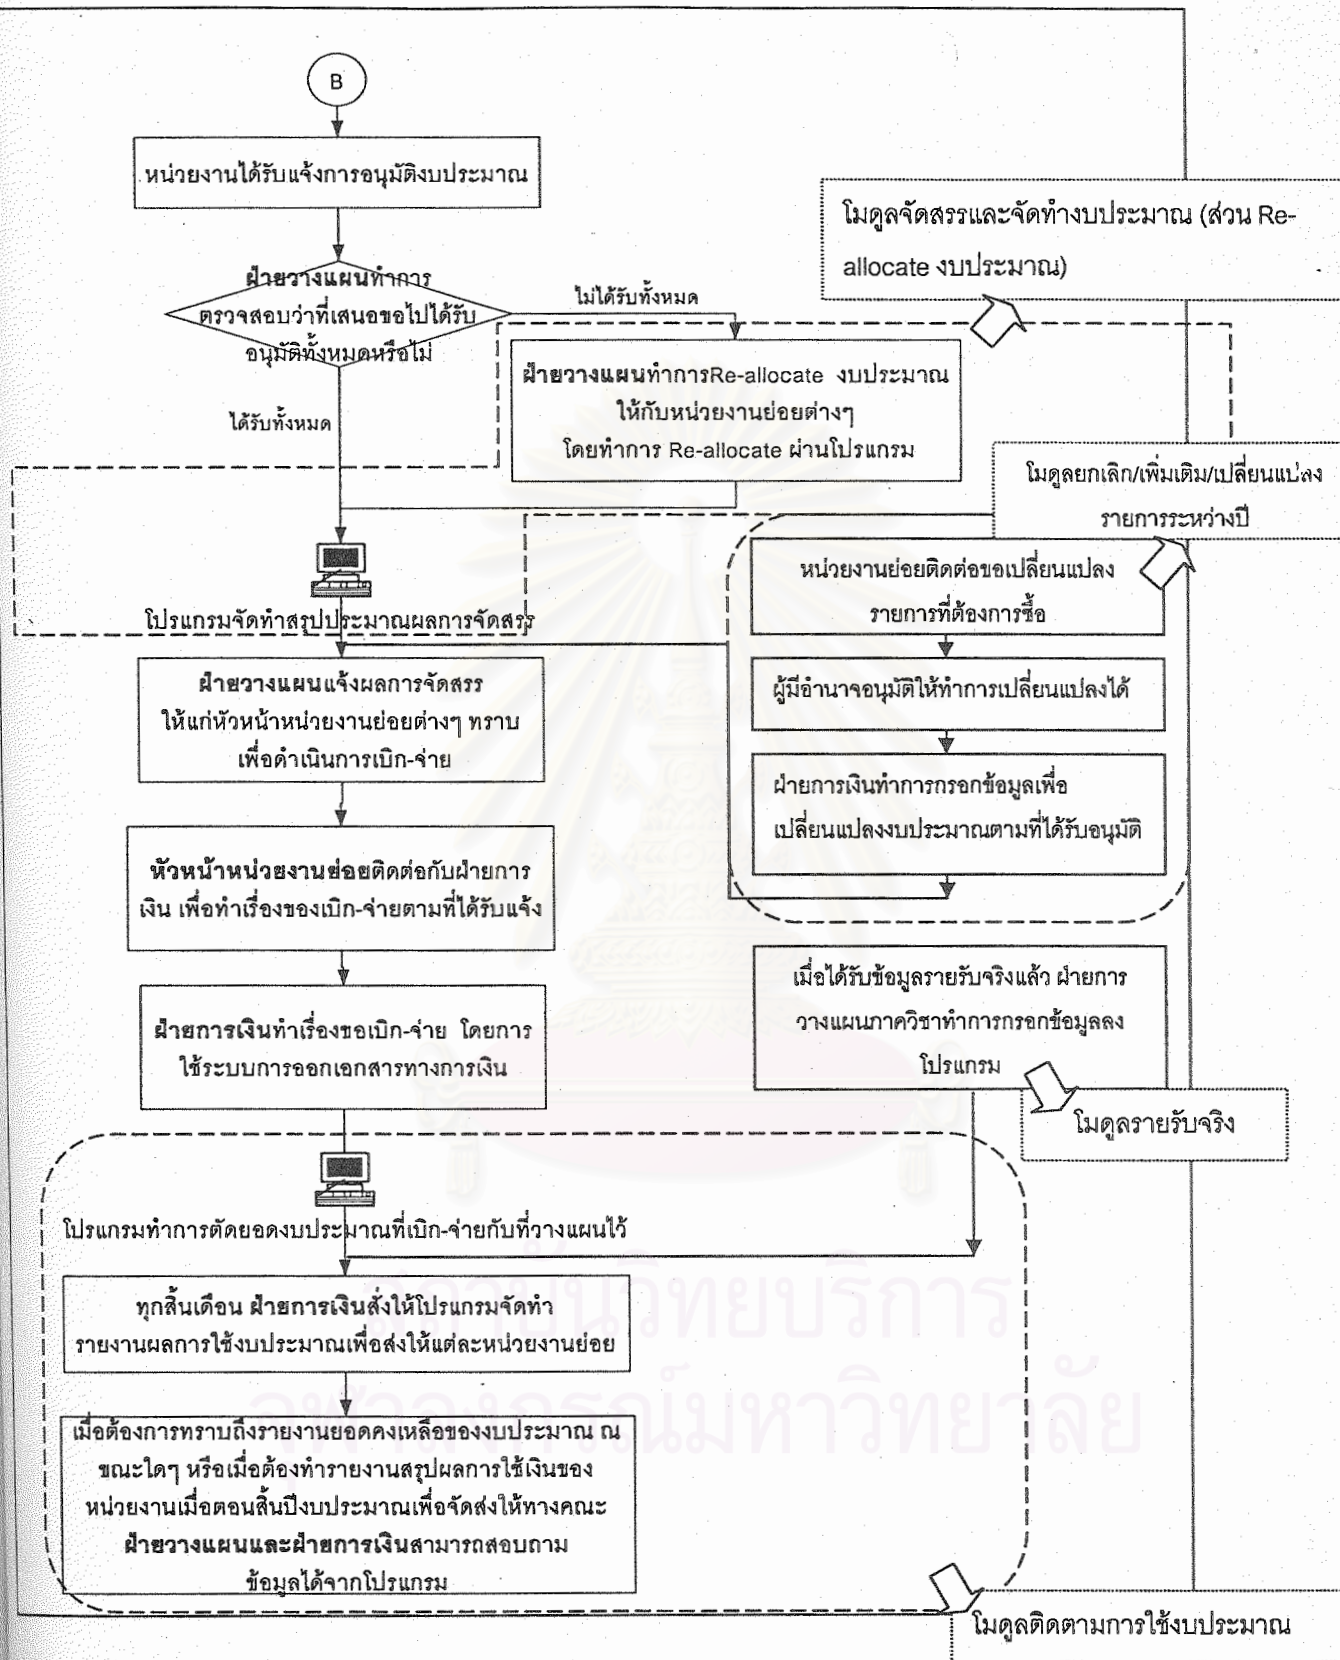 B
หน่วยงานได้รับแจ้งการอนุมัติงบประมาณ
โมดูลจัดสรรและจัดทำงบประมาณ (ส่วน Re-
allocate งบประมาณ)
ฝ่ายวางแผนทำการ
ตรวจสอบว่าที่เสนอขอไปได้รับ
อนุมัติทั้งหมดหรือไม่
ไม่ได้รับทั้งหมด
ได้รับทั้งหมด
ฝ่ายวางแผนทำการRe-allocate งบประมาณ
ให้กับหน่วยงานย่อยต่างๆ
โดยทำการ Re-allocate ผ่านโปรแกรม
โมดูลยกเลิก/เพิ่มเติม/เปลี่ยนแปลง
รายการระหว่างปี
โปรแกรมจัดทำสรุปประมาณผลการจัดสรร
หน่วยงานย่อยติดต่อขอเปลี่ยนแปลง
รายการที่ต้องการซื้อ
ผู้มีอำนาจอนุมัติให้ทำการเปลี่ยนแปลงได้
ฝ่ายการเงินทำการกรอกข้อมูลเพื่อ
เปลี่ยนแปลงงบประมาณตามที่ได้รับอนุมัติ
ฝ่ายวางแผนแจ้งผลการจัดสรร
ให้แก่หัวหน้าหน่วยงานย่อยต่างๆ ทราบ
เพื่อดำเนินการเบิก-จ่าย
หัวหน้าหน่วยงานย่อยติดต่อกับฝ่ายการ
เงิน เพื่อทำเรื่องของเบิก-จ่ายตามที่ได้รับแจ้ง
ฝ่ายการเงินทำเรื่องขอเบิก-จ่าย โดยการ
ใช้ระบบการออกเอกสารทางการเงิน
เมื่อได้รับข้อมูลรายรับจริงแล้ว ฝ่ายการ
วางแผนภาควิชาทำการกรอกข้อมูลลง
โปรแกรม
โมดูลรายรับจริง
โปรแกรมทำการตัดยอดงบประมาณที่เบิก-จ่ายกับที่วางแผนไว้
ทุกสิ้นเดือน ฝ่ายการเงินสั่งให้โปรแกรมจัดทำ
รายงานผลการใช้งบประมาณเพื่อส่งให้แต่ละหน่วยงานย่อย
เมื่อต้องการทราบถึงรายงานยอดคงเหลือของงบประมาณ ณ
ขณะใดๆ หรือเมื่อต้องทำรายงานสรุปผลการใช้เงินของ
หน่วยงานเมื่อตอนสิ้นปีงบประมาณเพื่อจัดส่งให้ทางคณะ
ฝ่ายวางแผนและฝ่ายการเงินสามารถสอบถาม
ข้อมูลได้จากโปรแกรม
โมดูลติดตามการใช้งบประมาณ
สถาบันวิทยบริการ
จุฬาลงกรณ์มหาวิทยาลัย